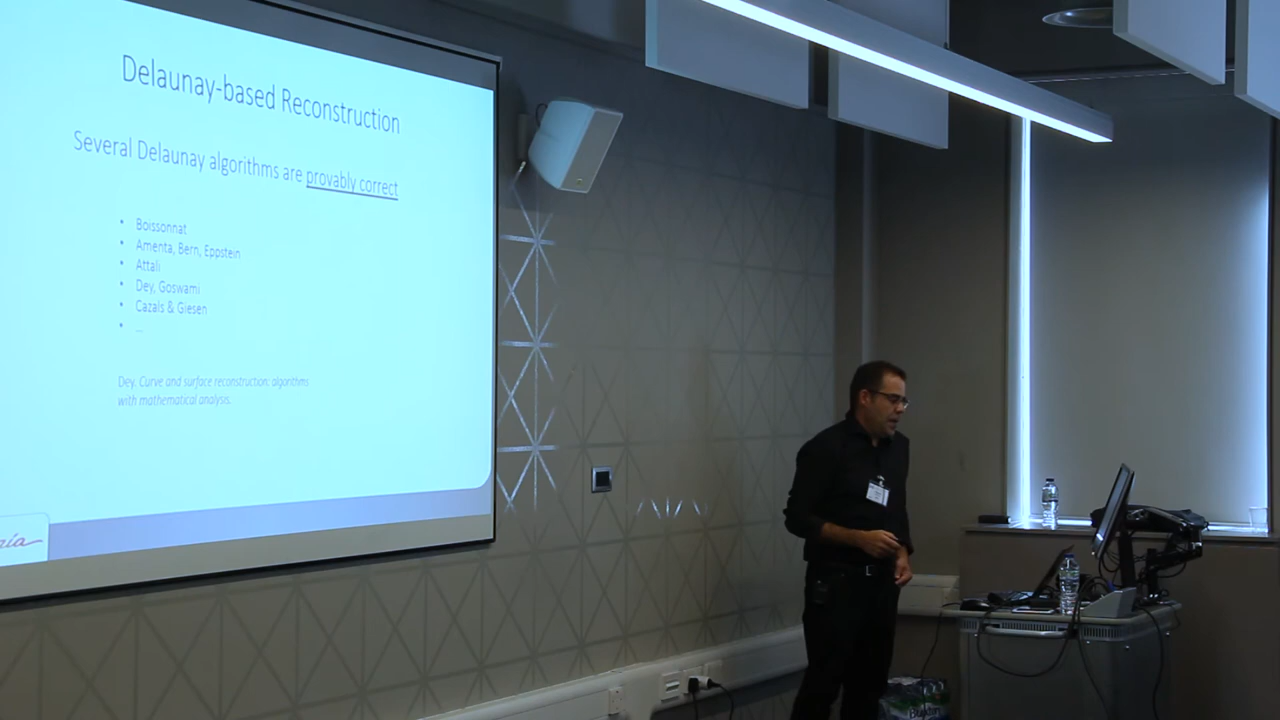 Delaunay-based Reconstruction
Several Delaunay algorithms are provably correct
• Boissonnat
• Amenta, Bern, Eppstein
• Attali
• Dey, Goswami
• Cazals & Giesen
• ...
Dey. Curve and surface reconstruction: algorithms
with mathematical analysis.